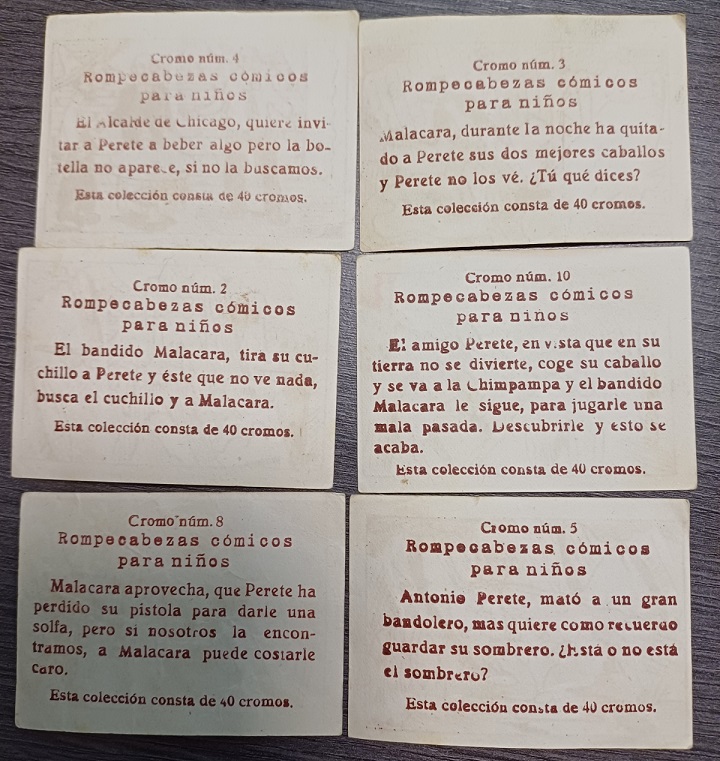 Cromo núm. 4
Rompecabezas cómicos
para niños
El Alcalde de Chicago, quiere invi-
tar a Perete a beber algo pero la bo-
tella no aparece, si no la buscamos.
Esta colección consta de 40 cromos.
Cromo núm. 3
Rompecabezas cómicos
para niños
Malacara, durante la noche ha quita-
do a Perete sus dos mejores caballos
y Perete no los vé. ¿Tú qué dices?
Esta colección consta de 40 cromos.
Cromo núm. 2
Rompecabezas cómicos
para niños
El bandido Malacara, tira su cu-
chillo a Perete y éste que no ve nada,
busca el cuchillo y a Malacara.
Esta colección consta de 40 cromos.
Cromo núm. 10
Rompecabezas cómicos
para niños
El amigo Perete, en vista que en su
tierra no se divierte, coge su caballo
y se va a la Chimpampa y el bandido
Malacara le sigue, para jugarle una
mala pasada. Descubrirle y esto se
acaba.
Esta colección consta de 40 cromos.
Cromo núm. 8
Rompecabezas cómicos
para niños
Malacara aprovecha, que Perete ha
perdido su pistola para darle una
solfa, pero si nosotros la encon-
tramos, a Malacara puede costarle
caro.
Esta colección consta de 40 cromos.
Cromo núm. 5
Rompecabezas cómicos
para niños
Antonio Perete, mató a un gran
bandolero, mas quiere como recuerdo
guardar su sombrero. ¿Está o no está
el sombrero?
Esta colección consta de 40 cromos.